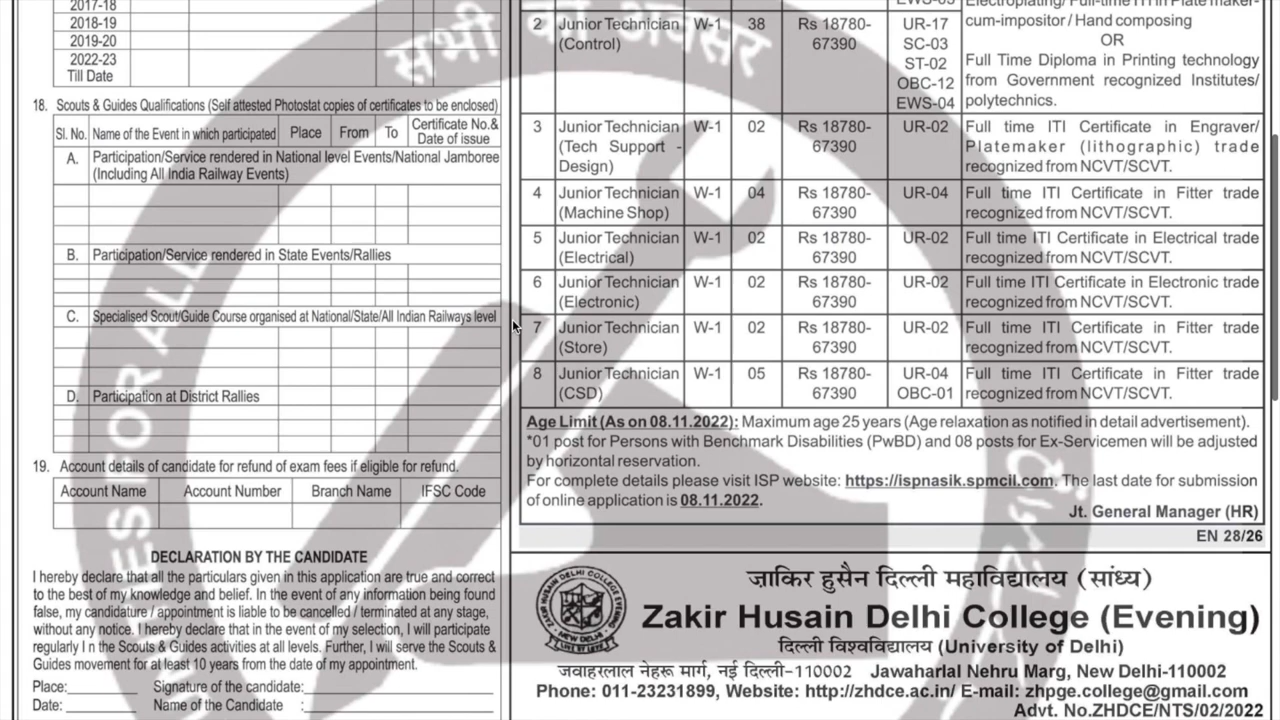 2017-18
2018-19
2019-20
2022-23
Till Date
18. Scouts & Guides Qualifications (Self attested Photostat copies of certificates to be enclosed)
Sl. No. Name of the Event in which participated Place From To Certificate No.& Date of issue
A. Participation/Service rendered in National level Events/National Jamboree
(Including All India Railway Events)
B. Participation/Service rendered in State Events/Rallies
C. Specialised Scout/Guide Course organised at National/State/All Indian Railways level
D. Participation at District Rallies
19. Account details of candidate for refund of exam fees if eligible for refund.
Account Name Account Number Branch Name IFSC Code
DECLARATION BY THE CANDIDATE
I hereby declare that all the particulars given in this application are true and correct
to the best of my knowledge and belief. In the event of any information being found
false, my candidature / appointment is liable to be cancelled / terminated at any stage,
without any notice. I hereby declare that in the event of my selection, I will participate
regularly I n the Scouts & Guides activities at all levels. Further, I will serve the Scouts &
Guides movement for at least 10 years from the date of my appointment.
Place: Signature of the candidate:
Date: Name of the Candidate :
Electroplating/ Full-time ITI in Plate maker-
2 Junior Technician W-1 38 Rs 18780- UR-17 cum-impositor / Hand composing
(Control) 67390 SC-03 OR
ST-02 Full Time Diploma in Printing technology
OBC-12 from Government recognized Institutes/
EWS-04 polytechnics.
3 Junior Technician W-1 02 Rs 18780- UR-02 Full time ITI Certificate in Engraver/
(Tech Support - 67390 Platemaker (lithographic) trade
Design) recognized from NCVT/SCVT.
4 Junior Technician W-1 04 Rs 18780- UR-04 Full time ITI Certificate in Fitter trade
(Machine Shop) 67390 recognized from NCVT/SCVT.
5 Junior Technician W-1 02 Rs 18780- UR-02 Full time ITI Certificate in Electrical trade
(Electrical) 67390 recognized from NCVT/SCVT.
6 Junior Technician W-1 02 Rs 18780- UR-02 Full time ITI Certificate in Electronic trade
(Electronic) 67390 recognized from NCVT/SCVT.
7 Junior Technician W-1 02 Rs 18780- UR-02 Full time ITI Certificate in Fitter trade
(Store) 67390 recognized from NCVT/SCVT.
8 Junior Technician W-1 05 Rs 18780- UR-04 Full time ITI Certificate in Fitter trade
(CSD) 67390 OBC-01 recognized from NCVT/SCVT.
Age Limit (As on 08.11.2022): Maximum age 25 years (Age relaxation as notified in detail advertisement).
*01 post for Persons with Benchmark Disabilities (PwBD) and 08 posts for Ex-Servicemen will be adjusted
by horizontal reservation.
For complete details please visit ISP website: https://ispnasik.spmcil.com. The last date for submission
of online application is 08.11.2022.
Jt. General Manager (HR)
EN 28/26
ज़ाकिर हुसैन दिल्ली महाविद्यालय (सांध्य)
Zakir Husain Delhi College (Evening)
दिल्ली विश्वविद्यालय (University of Delhi)
जवाहरलाल नेहरू मार्ग, नई दिल्ली-110002 Jawaharlal Nehru Marg, New Delhi-110002
Phone: 011-23231899, Website: http://zhdce.ac.in/ E-mail: zhpge.college@gmail.com
Advt. No.ZHDCE/NTS/02/2022
ZAKIR HUSAIN DELHI COLLEGE EVENING
NEW DELHI
सभी को अवसर
FOR ALL